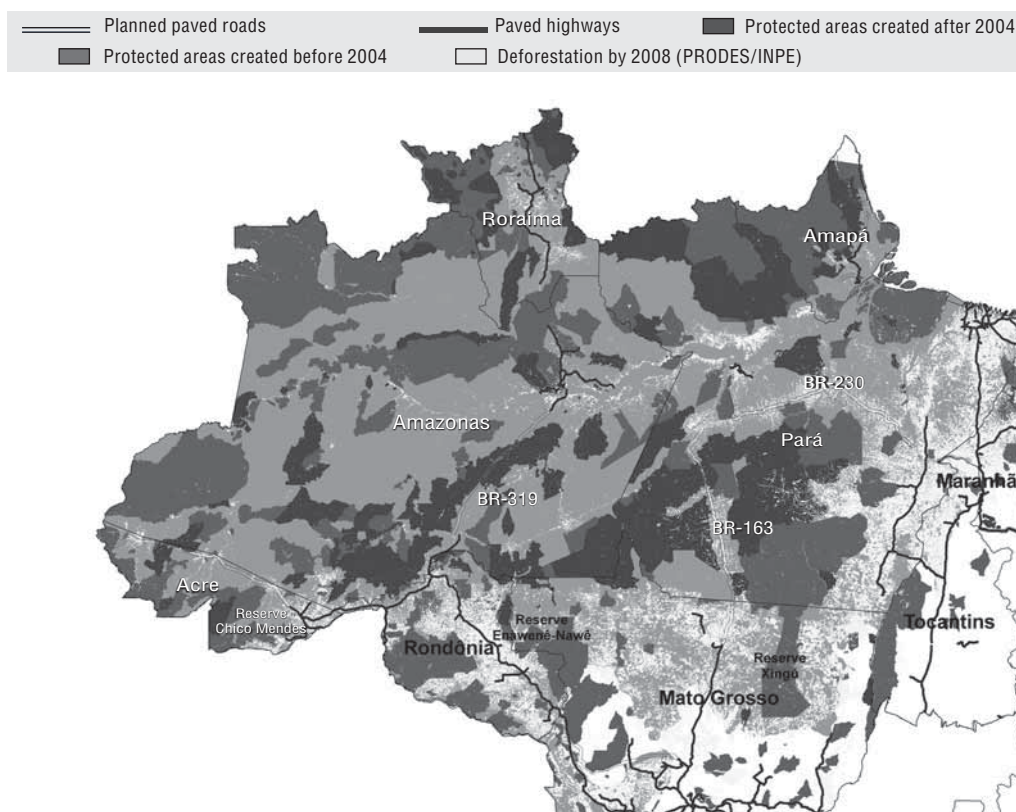 Planned paved roads Paved highways Protected areas created after 2004
Protected areas created before 2004 Deforestation by 2008 (PRODES/INPE)
Roraima
Amapá
BR-230
Amazonas
Pará
Maranhã
BR-319
BR-163
Acre
Reserve
Chico Mendes
Reserve
Enawenê-Nawê
Rondônia
Tocantins
Reserve
Xingú
Mato Grosso